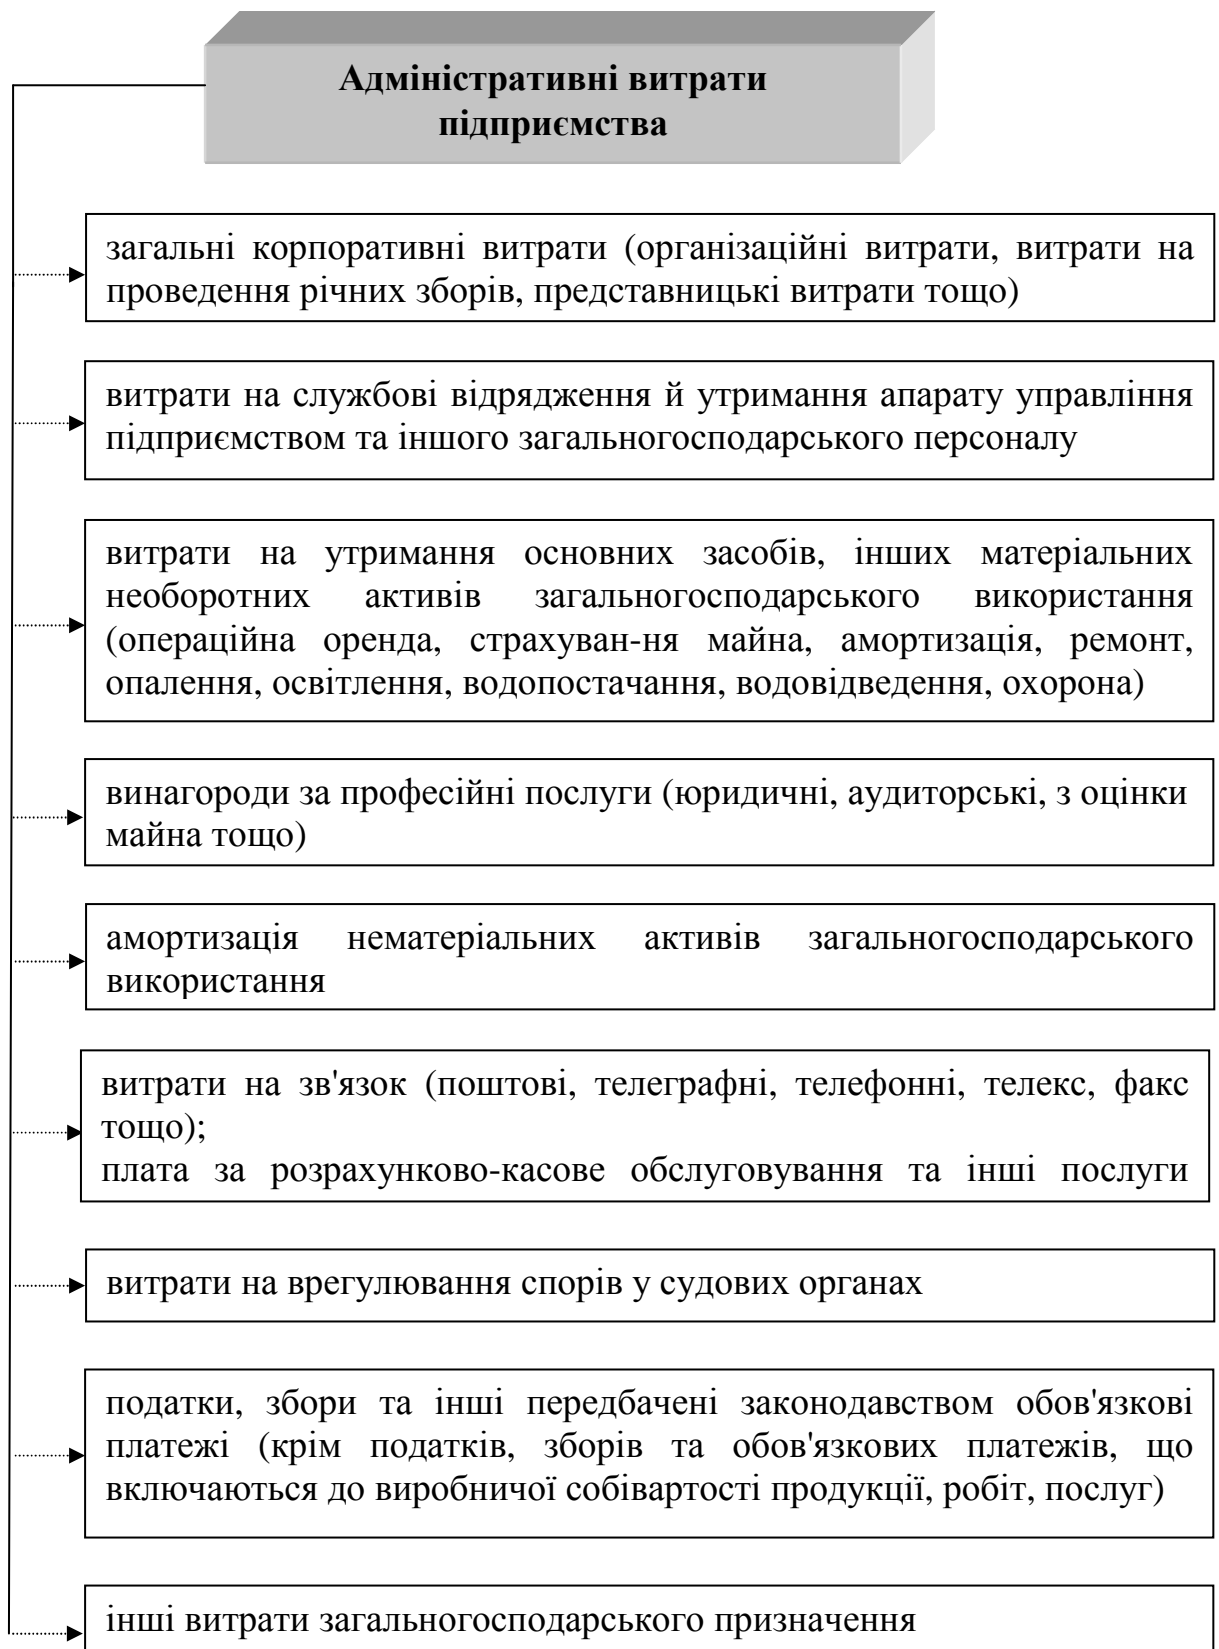 Адміністративні витрати
підприємства
загальні корпоративні витрати (організаційні витрати, витрати на
проведення річних зборів, представницькі витрати тощо)
витрати на службові відрядження й утримання апарату управління
підприємством та іншого загальногосподарського персоналу
витрати на утримання основних засобів, інших матеріальних
необоротних активів загальногосподарського використання
(операційна оренда, страхуван-ня майна, амортизація, ремонт,
опалення, освітлення, водопостачання, водовідведення, охорона)
винагороди за професійні послуги (юридичні, аудиторські, з оцінки
майна тощо)
амортизація нематеріальних активів загальногосподарського
використання
витрати на зв'язок (поштові, телеграфні, телефонні, телекс, факс
тощо);
плата за розрахунково-касове обслуговування та інші послуги
витрати на врегулювання спорів у судових органах
податки, збори та інші передбачені законодавством обов'язкові
платежі (крім податків, зборів та обов'язкових платежів, що
включаються до виробничої собівартості продукції, робіт, послуг)
інші витрати загальногосподарського призначення